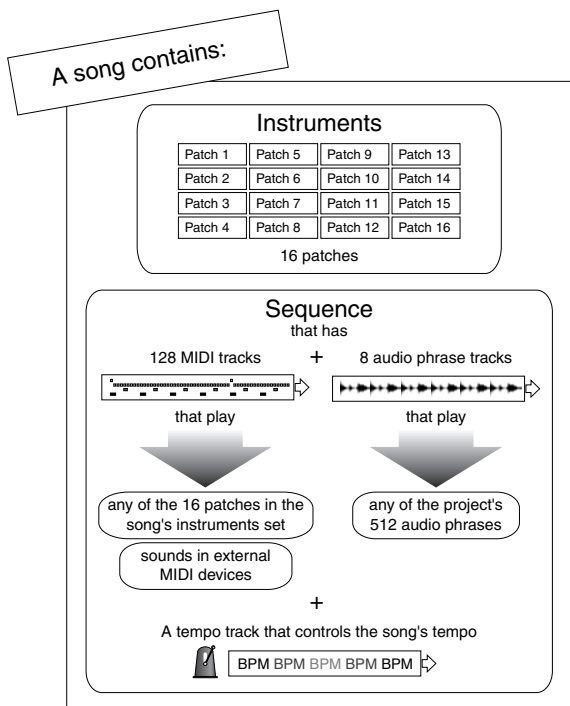 A song contains:
Instruments
Patch 1 Patch 5 Patch 9 Patch 13
Patch 2 Patch 6 Patch 10 Patch 14
Patch 3 Patch 7 Patch 11 Patch 15
Patch 4 Patch 8 Patch 12 Patch 16
16 patches
Sequence
that has
128 MIDI tracks + 8 audio phrase tracks
that play that play
any of the 16 patches in the
song's instruments set
sounds in external
MIDI devices
any of the project's
512 audio phrases
+
A tempo track that controls the song's tempo
BPM BPM BPM BPM BPM